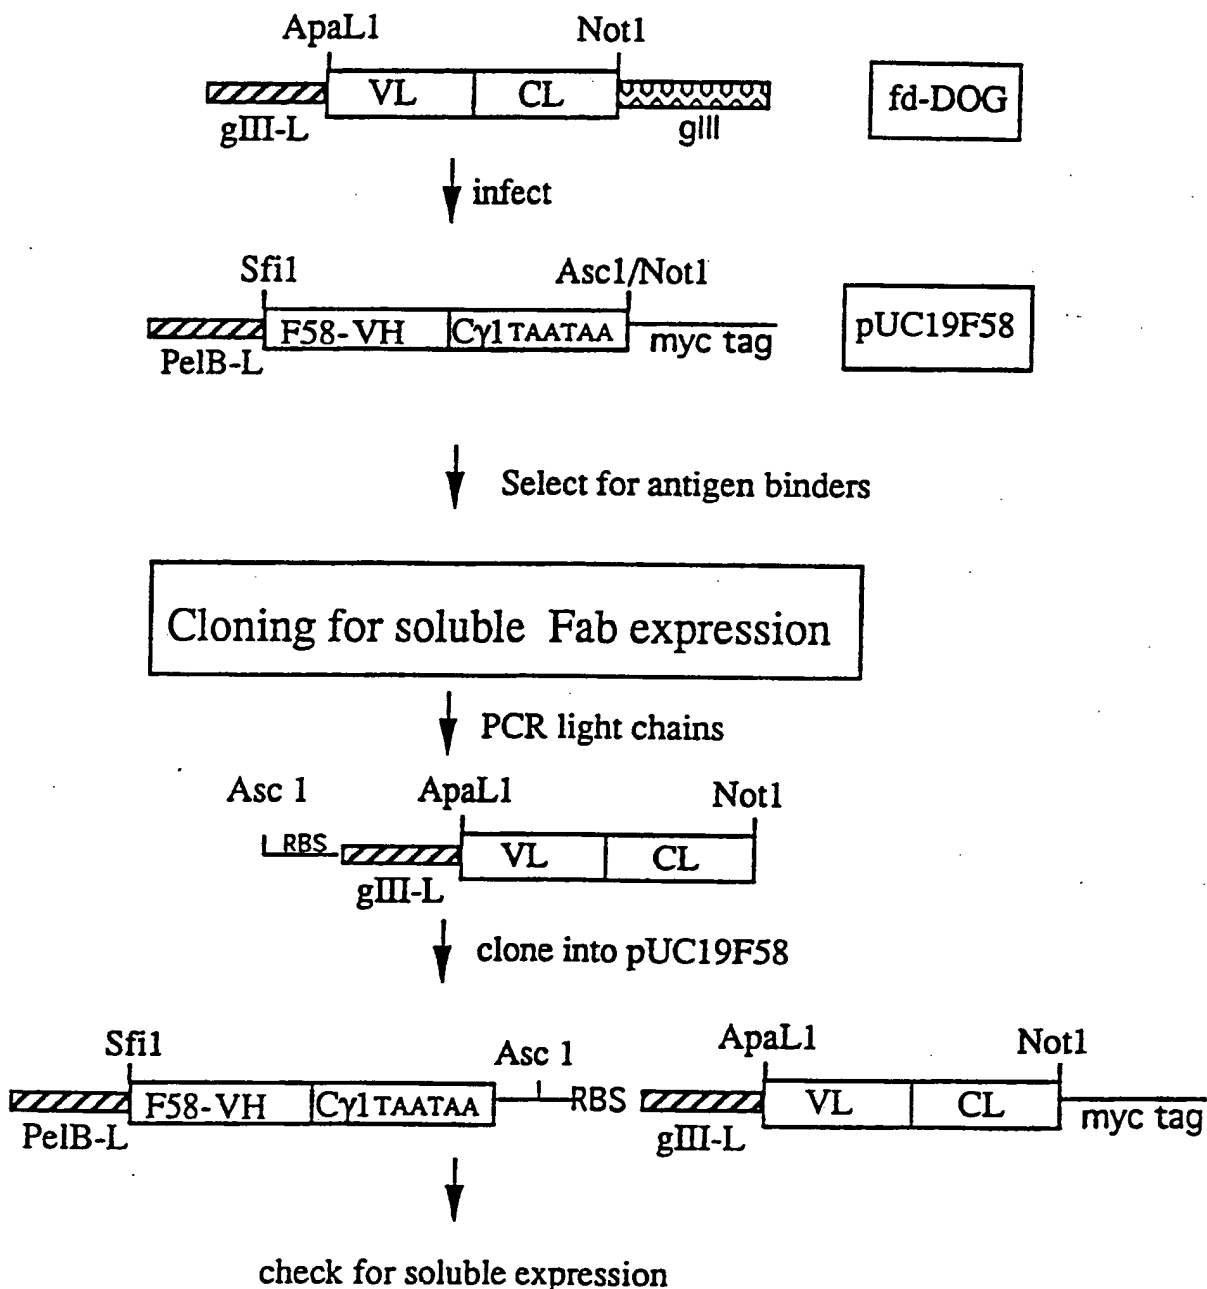 ApaL1 Not1
VL CL
gIII-L gIII
fd-DOG
infect
Sfi1 Asc1/Not1
F58-VH Cγ1 TAATAA
PelB-L myc tag
pUC19F58
Select for antigen binders
Cloning for soluble Fab expression
PCR light chains
Asc 1 ApaL1 Not1
RBS VL CL
gIII-L
clone into pUC19F58
Sfi1 Asc 1 ApaL1 Not1
F58-VH Cγ1 TAATAA RBS VL CL
PelB-L gIII-L myc tag
check for soluble expression